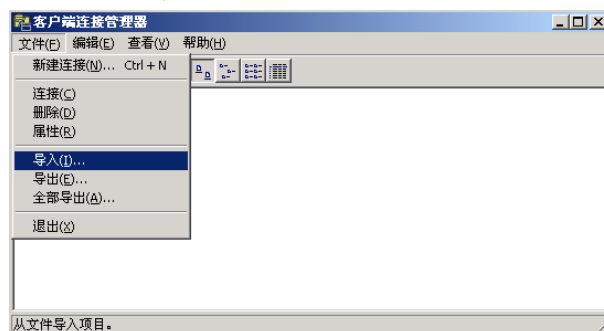 客户端连接管理器
文件(F) 编辑(E) 查看(V) 帮助(H)
新建连接(N)... Ctrl + N
连接(C)
删除(D)
属性(R)
导入(I)...
导出(E)...
全部导出(A)...
退出(X)
从文件导入项目。